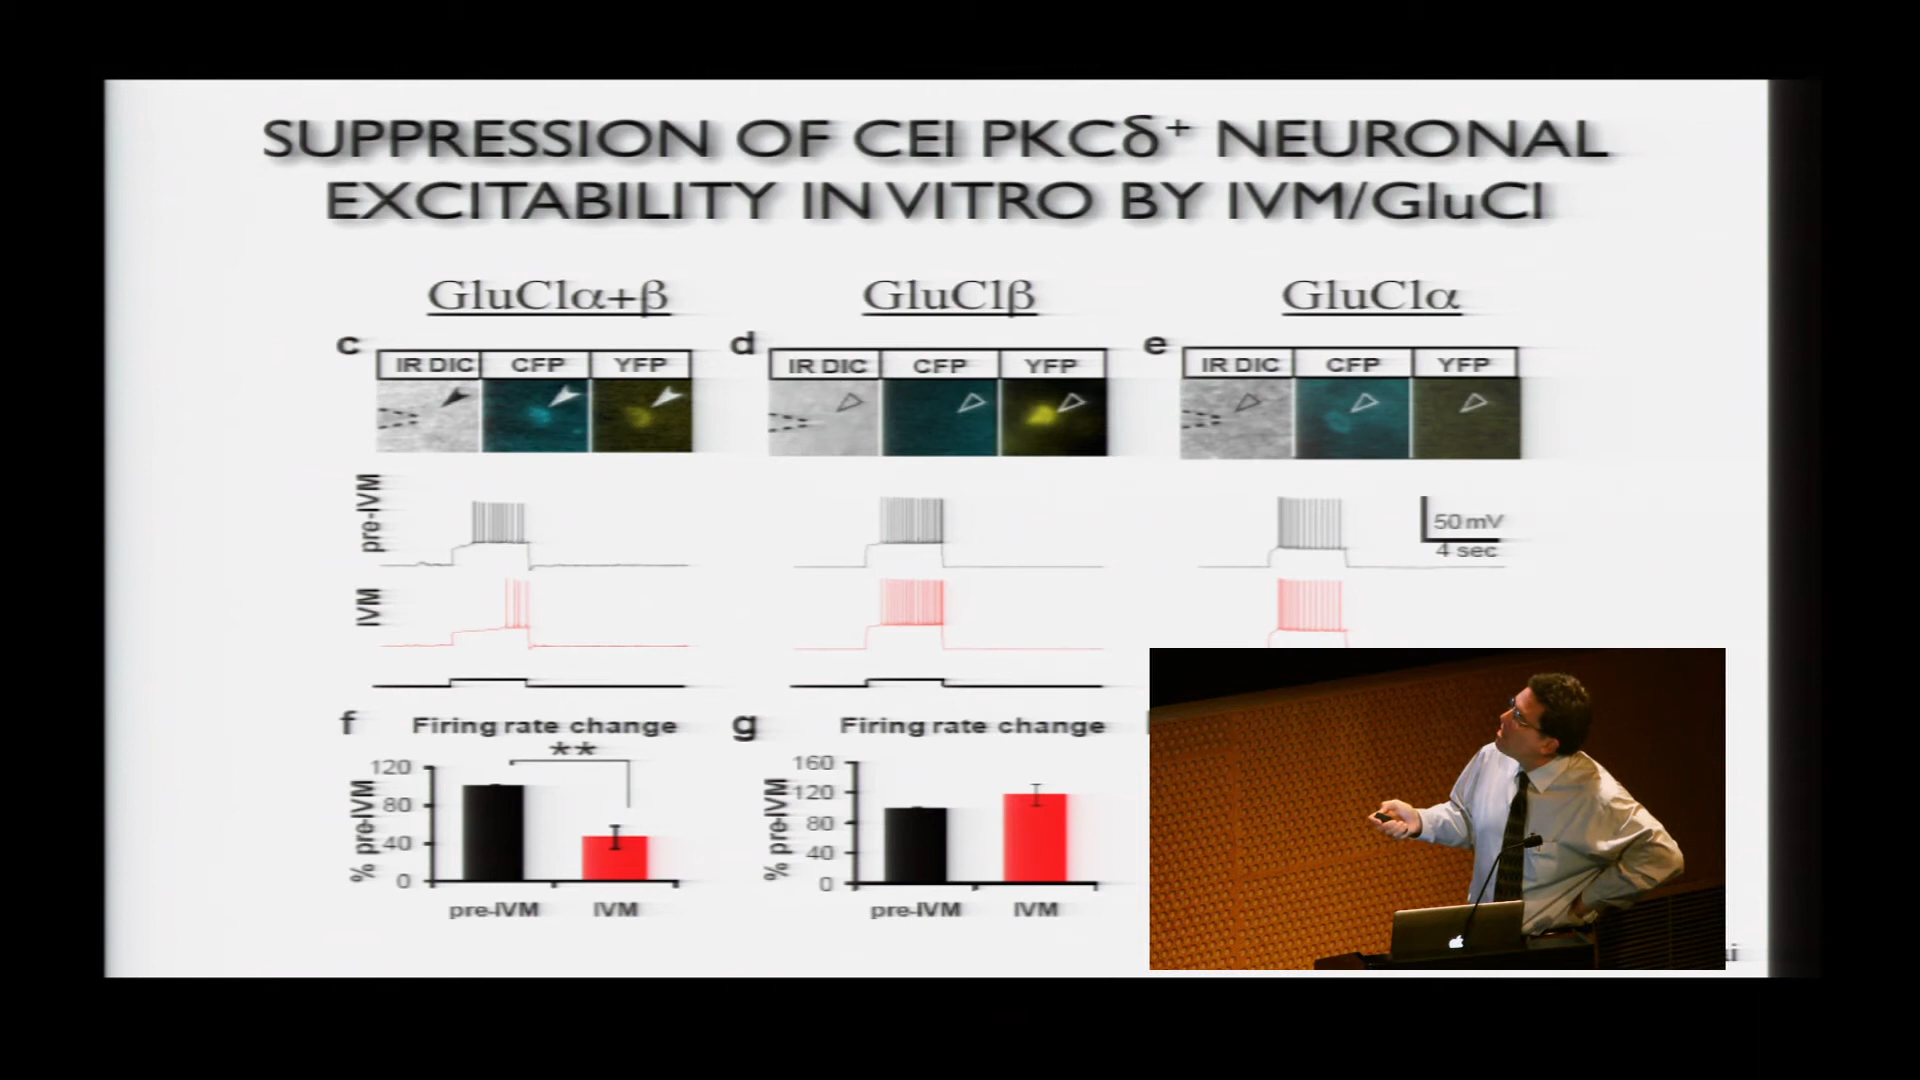 SUPPRESSION OF CEl PKCδ⁺ NEURONAL
EXCITABILITY IN VITRO BY IVM/GluCl
GluClα+β
GluClβ
GluClα
c
IR DIC
CFP
YFP
d
IR DIC
CFP
YFP
e
IR DIC
CFP
YFP
pre-IVM
50 mV
4 sec
IVM
f
Firing rate change
**
% pre-IVM
120
80
40
0
pre-IVM
IVM
g
Firing rate change
% pre-IVM
160
120
80
40
0
pre-IVM
IVM